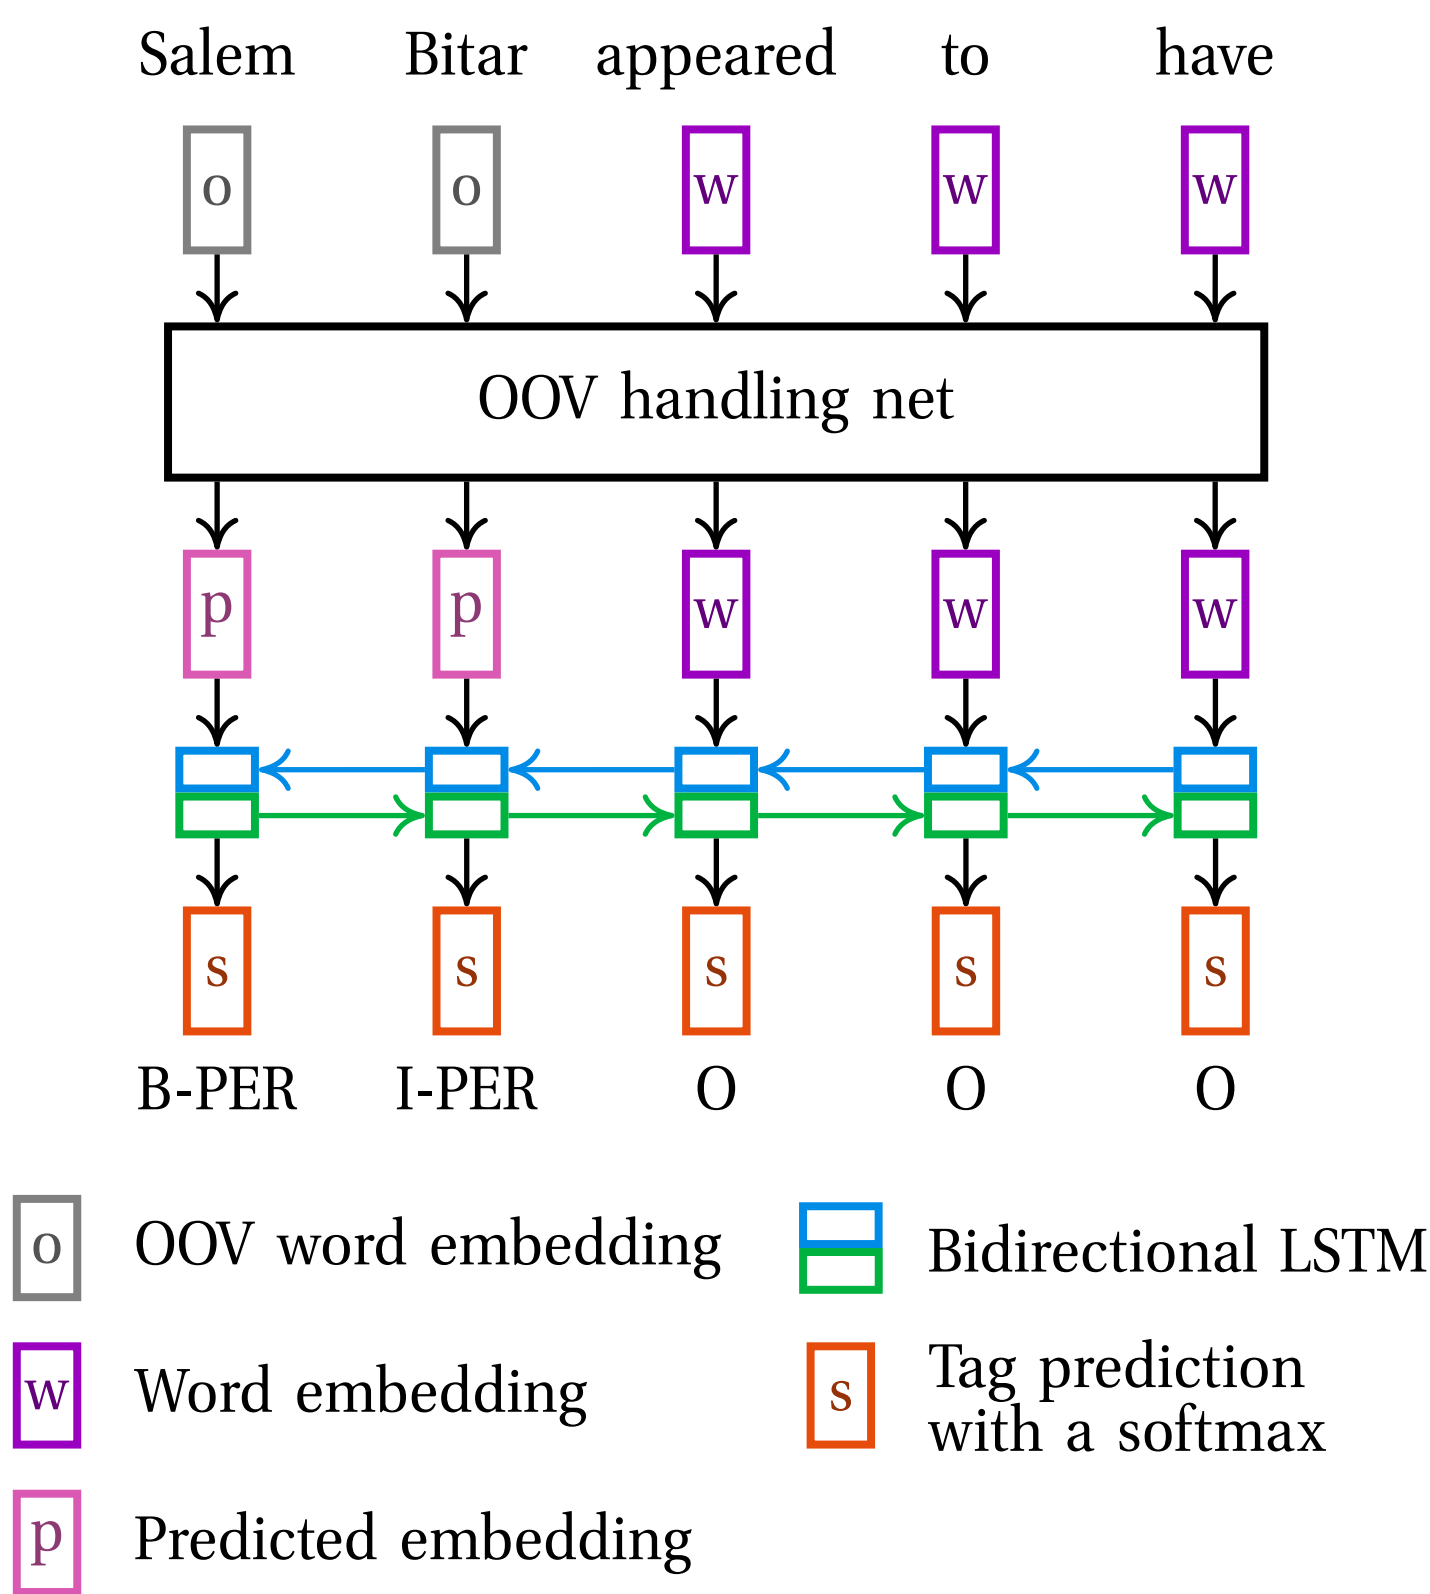 Salem Bitar appeared to have
o o w w w
OOV handling net
p p w w w
s s s s s
B-PER I-PER O O O
o OOV word embedding
Bidirectional LSTM
w Word embedding
s Tag prediction
with a softmax
p Predicted embedding